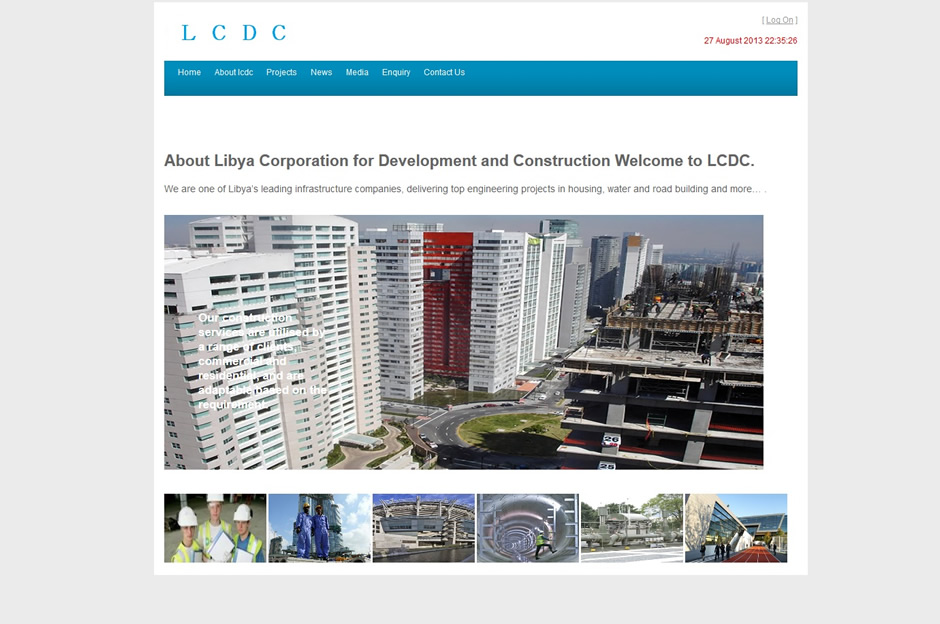 L C D C
[ Log On ]
27 August 2013 22:35:26
Home About lcdc Projects News Media Enquiry Contact Us
About Libya Corporation for Development and Construction Welcome to LCDC.
We are one of Libya's leading infrastructure companies, delivering top engineering projects in housing, water and road building and more... .
Our construction
services are utilised by
a range of clients,
commercial and
residential and are
adaptable based on the
requirement.
26
25